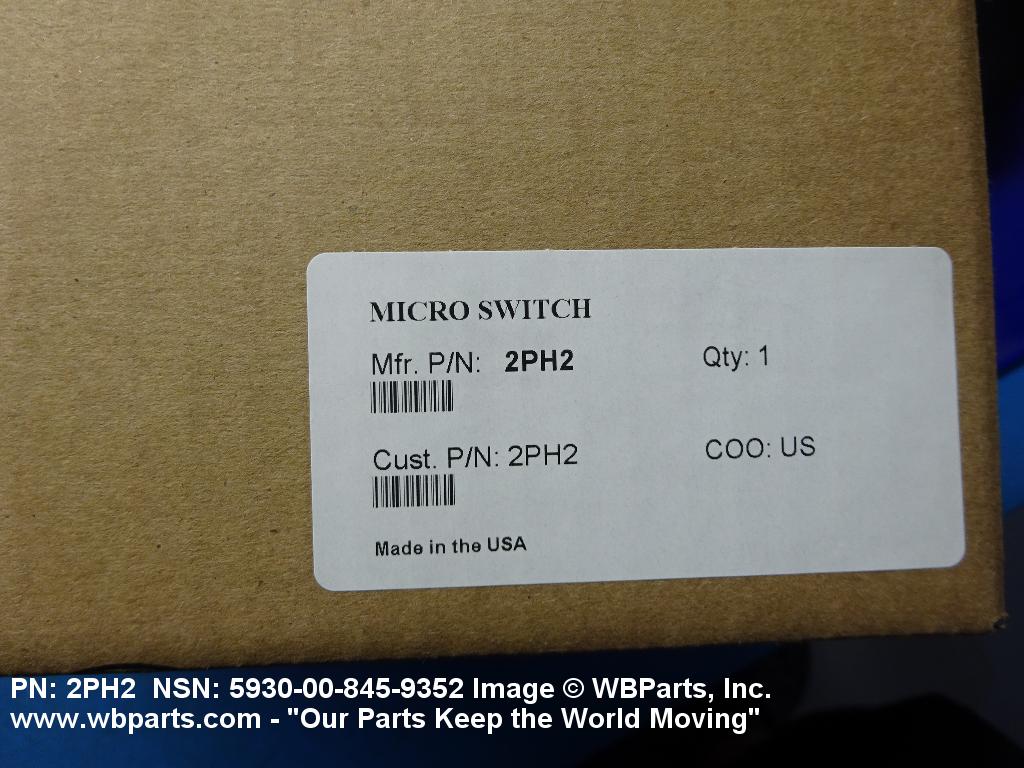 MICRO SWITCH
Mfr. P/N: 2PH2 Qty: 1
Cust. P/N: 2PH2 COO: US
Made in the USA
PN: 2PH2 NSN: 5930-00-845-9352 Image © WBParts, Inc.
www.wbparts.com - "Our Parts Keep the World Moving"